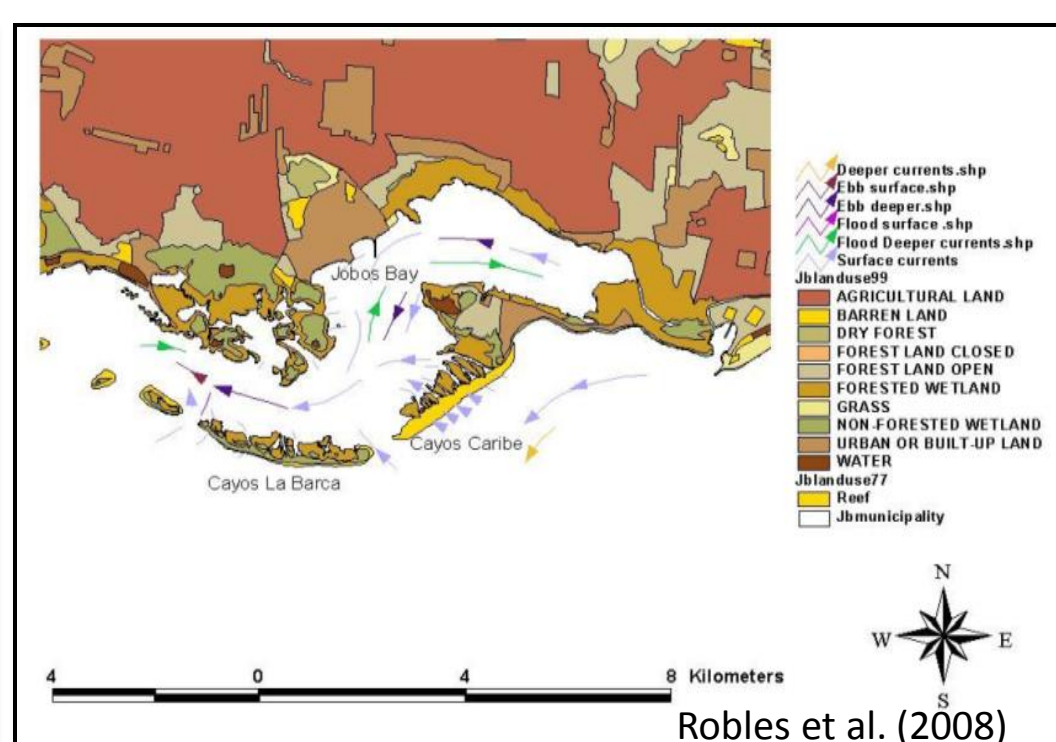 Jobos Bay
Cayos Caribe
Cayos La Barca
Deeper currents.shp
Ebb surface.shp
Ebb deeper.shp
Flood surface .shp
Flood Deeper currents.shp
Surface currents
Jblanduse99
AGRICULTURAL LAND
BARREN LAND
DRY FOREST
FOREST LAND CLOSED
FOREST LAND OPEN
FORESTED WETLAND
GRASS
NON-FORESTED WETLAND
URBAN OR BUILT-UP LAND
WATER
Jblanduse77
Reef
Jbmunicipality
N
W E
S
4 0 4 8 Kilometers
Robles et al. (2008)